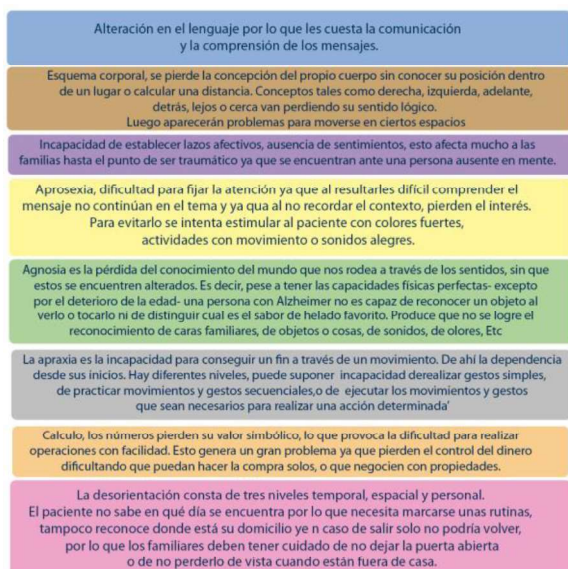 Alteración en el lenguaje por lo que les cuesta la comunicación
y la comprensión de los mensajes.
Esquema corporal, se pierde la concepción del propio cuerpo sin conocer su posición dentro
de un lugar o calcular una distancia. Conceptos tales como derecha, izquierda, adelante,
detrás, lejos o cerca van perdiendo su sentido lógico.
Luego aparecerán problemas para moverse en ciertos espacios
Incapacidad de establecer lazos afectivos, ausencia de sentimientos, esto afecta mucho a las
familias hasta el punto de ser traumático ya que se encuentran ante una persona ausente en mente.
Aprosexia, dificultad para fijar la atención ya que al resultarles difícil comprender el
mensaje no continúan en el tema y ya qua al no recordar el contexto, pierden el interés.
Para evitarlo se intenta estimular al paciente con colores fuertes,
actividades con movimiento o sonidos alegres.
Agnosia es la pérdida del conocimiento del mundo que nos rodea a través de los sentidos, sin que
estos se encuentren alterados. Es decir, pese a tener las capacidades físicas perfectas- excepto
por el deterioro de la edad- una persona con Alzheimer no es capaz de reconocer un objeto al
verlo o tocarlo ni de distinguir cual es el sabor de helado favorito. Produce que no se logre el
reconocimiento de caras familiares, de objetos o cosas, de sonidos, de olores, Etc
La apraxia es la incapacidad para conseguir un fin a través de un movimiento. De ahí la dependencia
desde sus inicios. Hay diferentes niveles, puede suponer incapacidad derealizar gestos simples,
de practicar movimientos y gestos secuenciales,o de ejecutar los movimientos y gestos
que sean necesarios para realizar una acción determinada'
Calculo, los números pierden su valor simbólico, lo que provoca la dificultad para realizar
operaciones con facilidad. Esto genera un gran problema ya que pierden el control del dinero
dificultando que puedan hacer la compra solos, o que negocien con propiedades.
La desorientación consta de tres niveles temporal, espacial y personal.
El paciente no sabe en qué día se encuentra por lo que necesita marcarse unas rutinas,
tampoco reconoce donde está su domicilio ye n caso de salir solo no podría volver,
por lo que los familiares deben tener cuidado de no dejar la puerta abierta
o de no perderlo de vista cuando están fuera de casa.